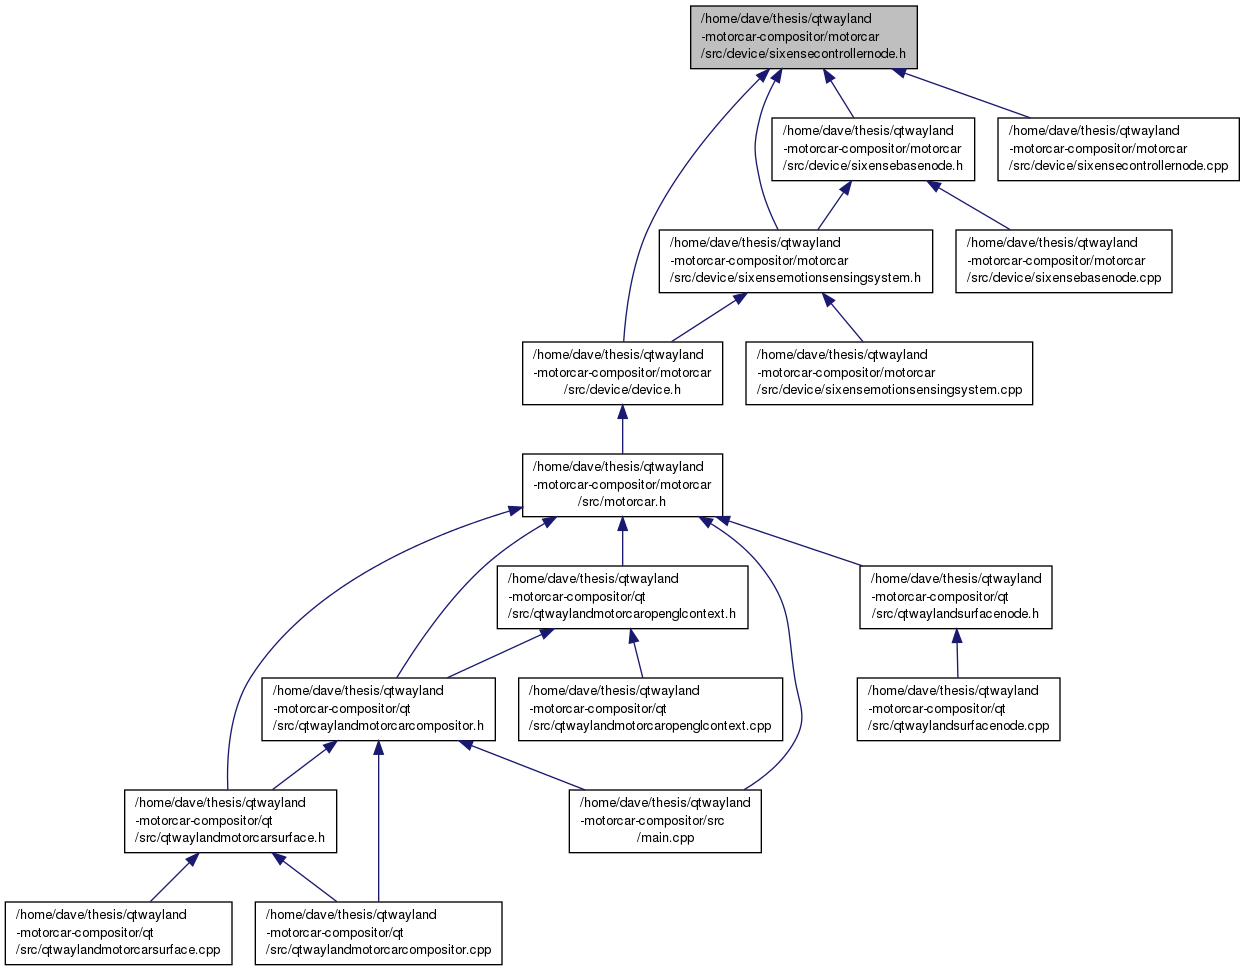 /home/dave/thesis/qtwayland
-motorcar-compositor/motorcar
/src/device/sixensecontrollernode.h
/home/dave/thesis/qtwayland
-motorcar-compositor/motorcar
/src/device/sixensebasenode.h
/home/dave/thesis/qtwayland
-motorcar-compositor/motorcar
/src/device/sixensecontrollernode.cpp
/home/dave/thesis/qtwayland
-motorcar-compositor/motorcar
/src/device/sixensemotionsensingsystem.h
/home/dave/thesis/qtwayland
-motorcar-compositor/motorcar
/src/device/sixensebasenode.cpp
/home/dave/thesis/qtwayland
-motorcar-compositor/motorcar
/src/device/device.h
/home/dave/thesis/qtwayland
-motorcar-compositor/motorcar
/src/device/sixensemotionsensingsystem.cpp
/home/dave/thesis/qtwayland
-motorcar-compositor/motorcar
/src/motorcar.h
/home/dave/thesis/qtwayland
-motorcar-compositor/qt
/src/qtwaylandmotorcaropenglcontext.h
/home/dave/thesis/qtwayland
-motorcar-compositor/qt
/src/qtwaylandsurfacenode.h
/home/dave/thesis/qtwayland
-motorcar-compositor/qt
/src/qtwaylandmotorcarcompositor.h
/home/dave/thesis/qtwayland
-motorcar-compositor/qt
/src/qtwaylandmotorcaropenglcontext.cpp
/home/dave/thesis/qtwayland
-motorcar-compositor/qt
/src/qtwaylandsurfacenode.cpp
/home/dave/thesis/qtwayland
-motorcar-compositor/qt
/src/qtwaylandmotorcarsurface.h
/home/dave/thesis/qtwayland
-motorcar-compositor/src
/main.cpp
/home/dave/thesis/qtwayland
-motorcar-compositor/qt
/src/qtwaylandmotorcarsurface.cpp
/home/dave/thesis/qtwayland
-motorcar-compositor/qt
/src/qtwaylandmotorcarcompositor.cpp